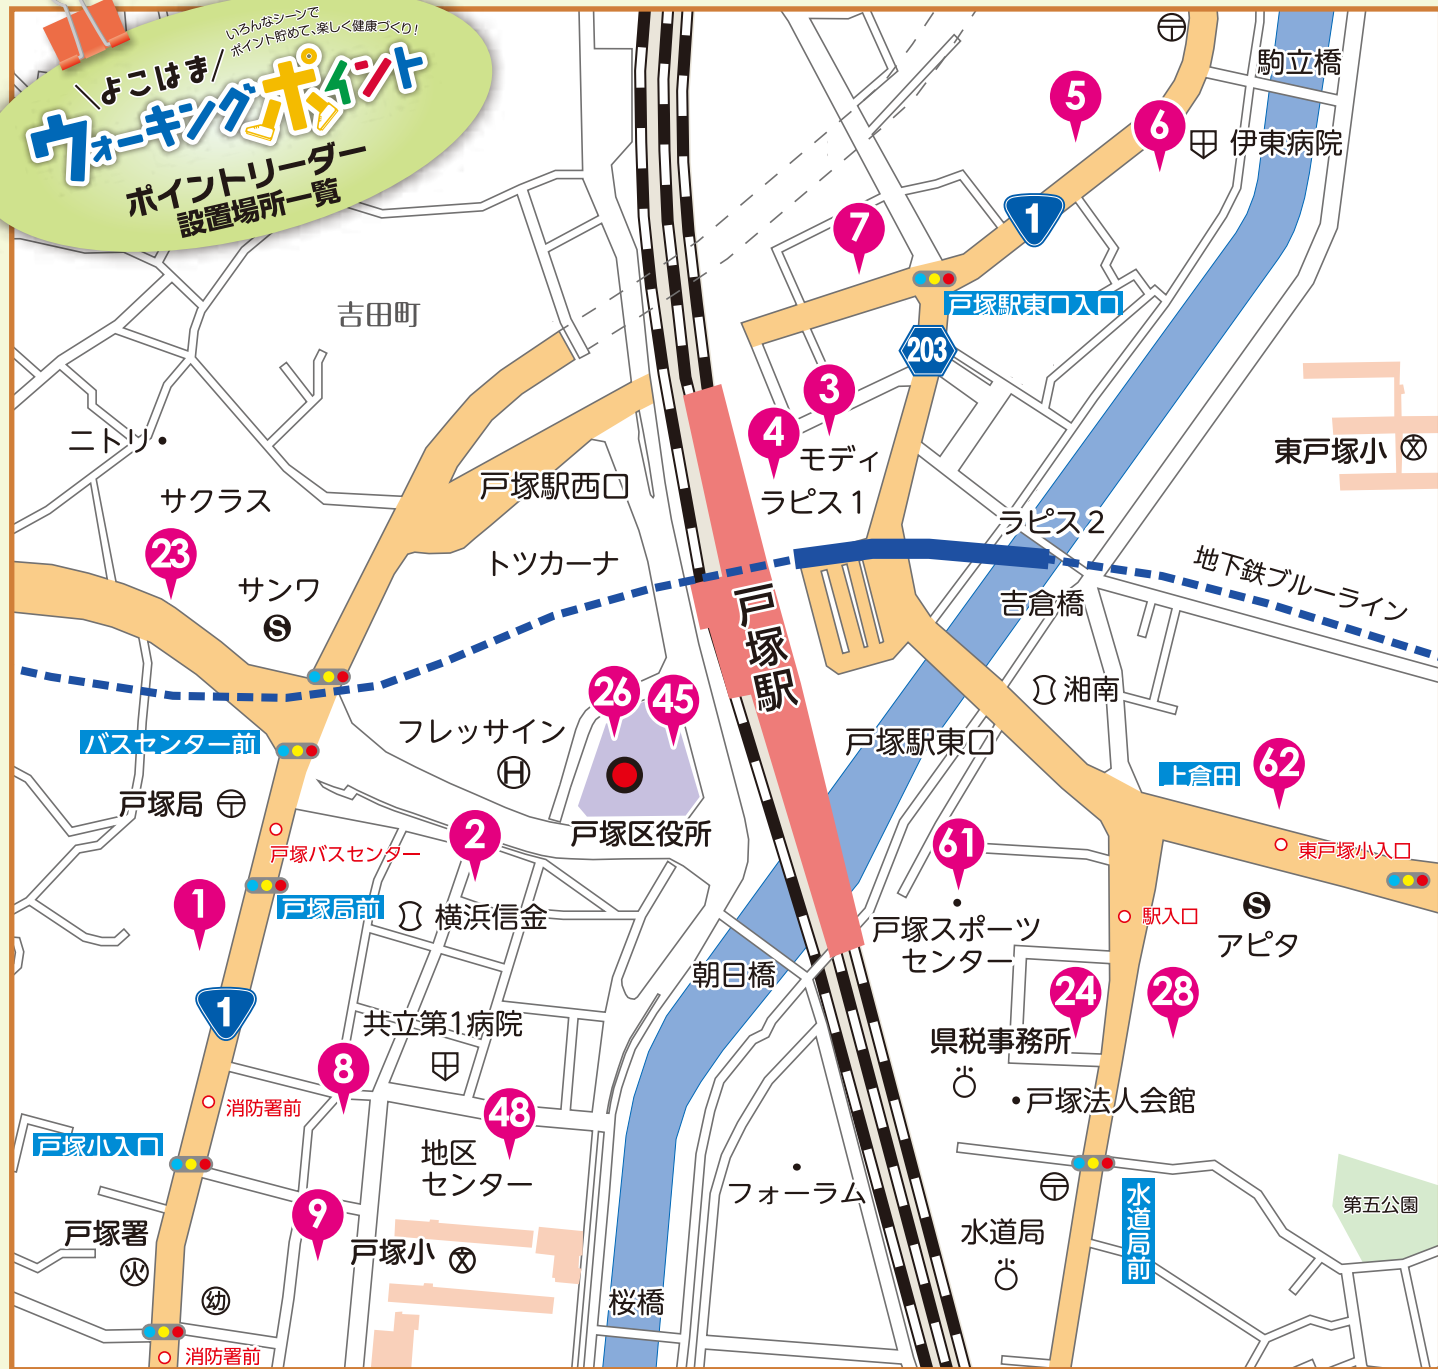 いろんなシーンで
ポイント貯めて、楽しく健康づくり!
よこはま
ウォーキングポイント
ポイントリーダー
設置場所一覧
〒
駒立橋
5
6
伊東病院
1
7
戸塚駅東口入口
吉田町
203
3
4
モディ
ラピス1
東戸塚小
文
ニトリ
戸塚駅西口
サクラス
ラピス2
23
トツカーナ
地下鉄ブルーライン
サンワ
S
吉倉橋
戸塚駅
26
45
湘南
フレッサイン
H
バスセンター前
戸塚駅東口
上倉田
62
戸塚局
〒
戸塚区役所
2
61
戸塚バスセンター
東戸塚小入口
1
戸塚局前
横浜信金
戸塚スポーツ
センター
駅入口
S
アピタ
朝日橋
24
28
1
共立第1病院
県税事務所
8
戸塚法人会館
消防署前
48
戸塚小入口
地区
センター
フォーラム
〒
水道局前
第五公園
9
戸塚署
火
戸塚小
文
水道局
幼
桜橋
消防署前